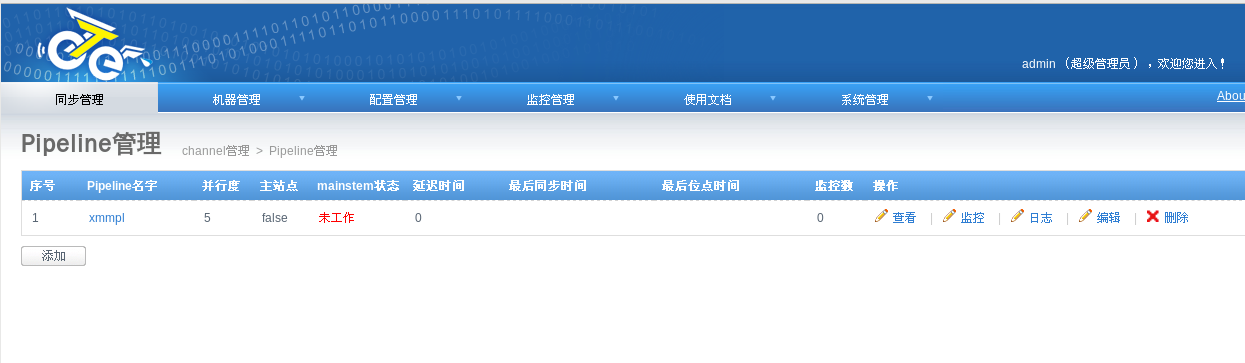 admin （超级管理员 ），欢迎您进入！
同步管理 机器管理 配置管理 监控管理 使用文档 系统管理 Abou
Pipeline管理 channel管理 > Pipeline管理
序号 Pipeline名字 并行度 主站点 mainstem状态 延迟时间 最后同步时间 最后位点时间 监控数 操作
1 xmmpl 5 false 未工作 0 0 查看 | 监控 | 日志 | 编辑 | 删除
添加